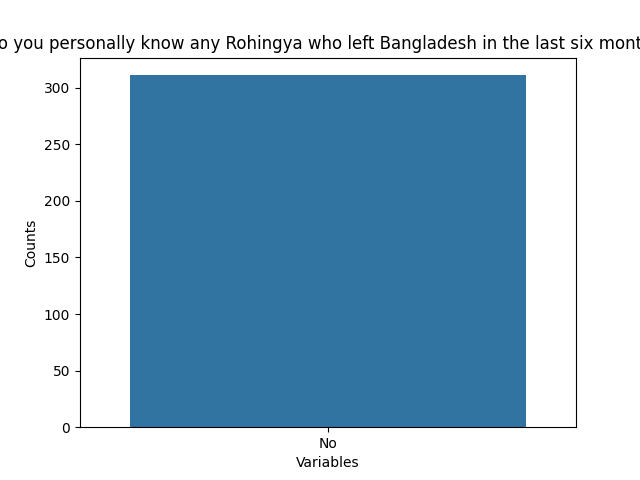 o you personally know any Rohingya who left Bangladesh in the last six mont
300
250
200
150
100
50
0
Counts
No
Variables